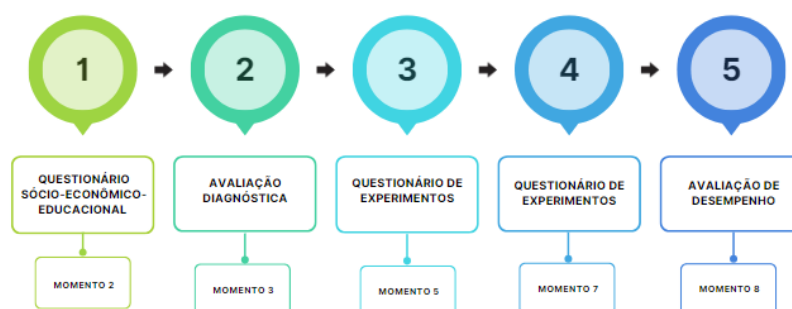 1
2
3
4
5
QUESTIONÁRIO
SÓCIO-ECONÔMICO-
EDUCACIONAL
AVALIAÇÃO
DIAGNÓSTICA
QUESTIONÁRIO DE
EXPERIMENTOS
QUESTIONÁRIO DE
EXPERIMENTOS
AVALIAÇÃO DE
DESEMPENHO
MOMENTO 2
MOMENTO 3
MOMENTO 5
MOMENTO 7
MOMENTO 8